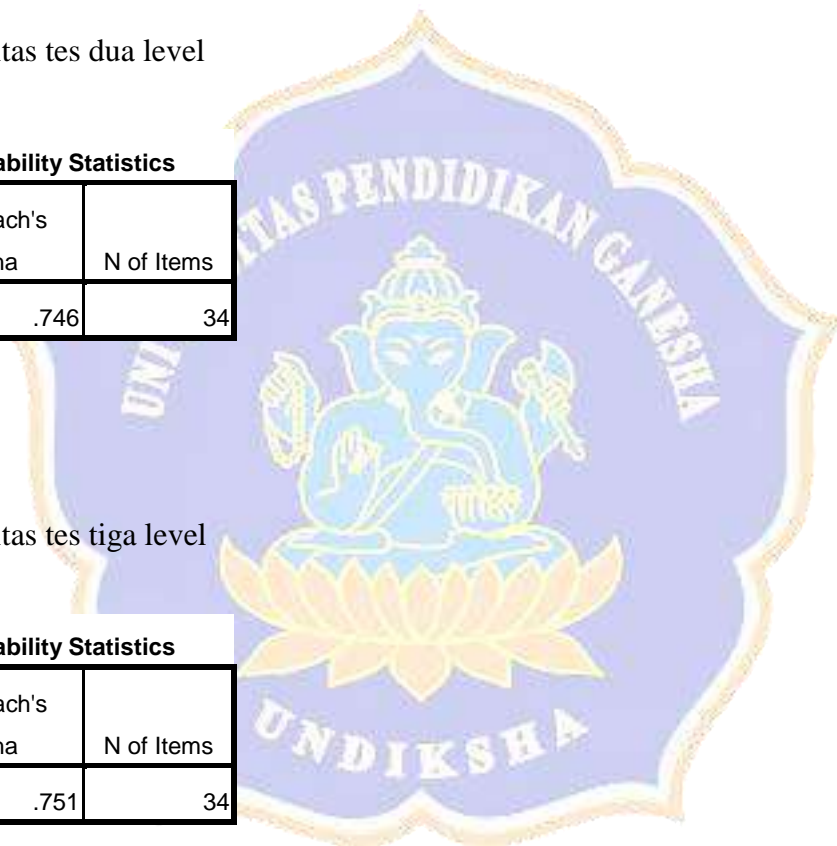 tas tes dua level
ability Statistics
ach's
ha N of Items
.746 34
UNIVERSITAS PENDIDIKAN GANESHA
tas tes tiga level
ability Statistics
ach's
ha N of Items
.751 34
UNDIKSHA